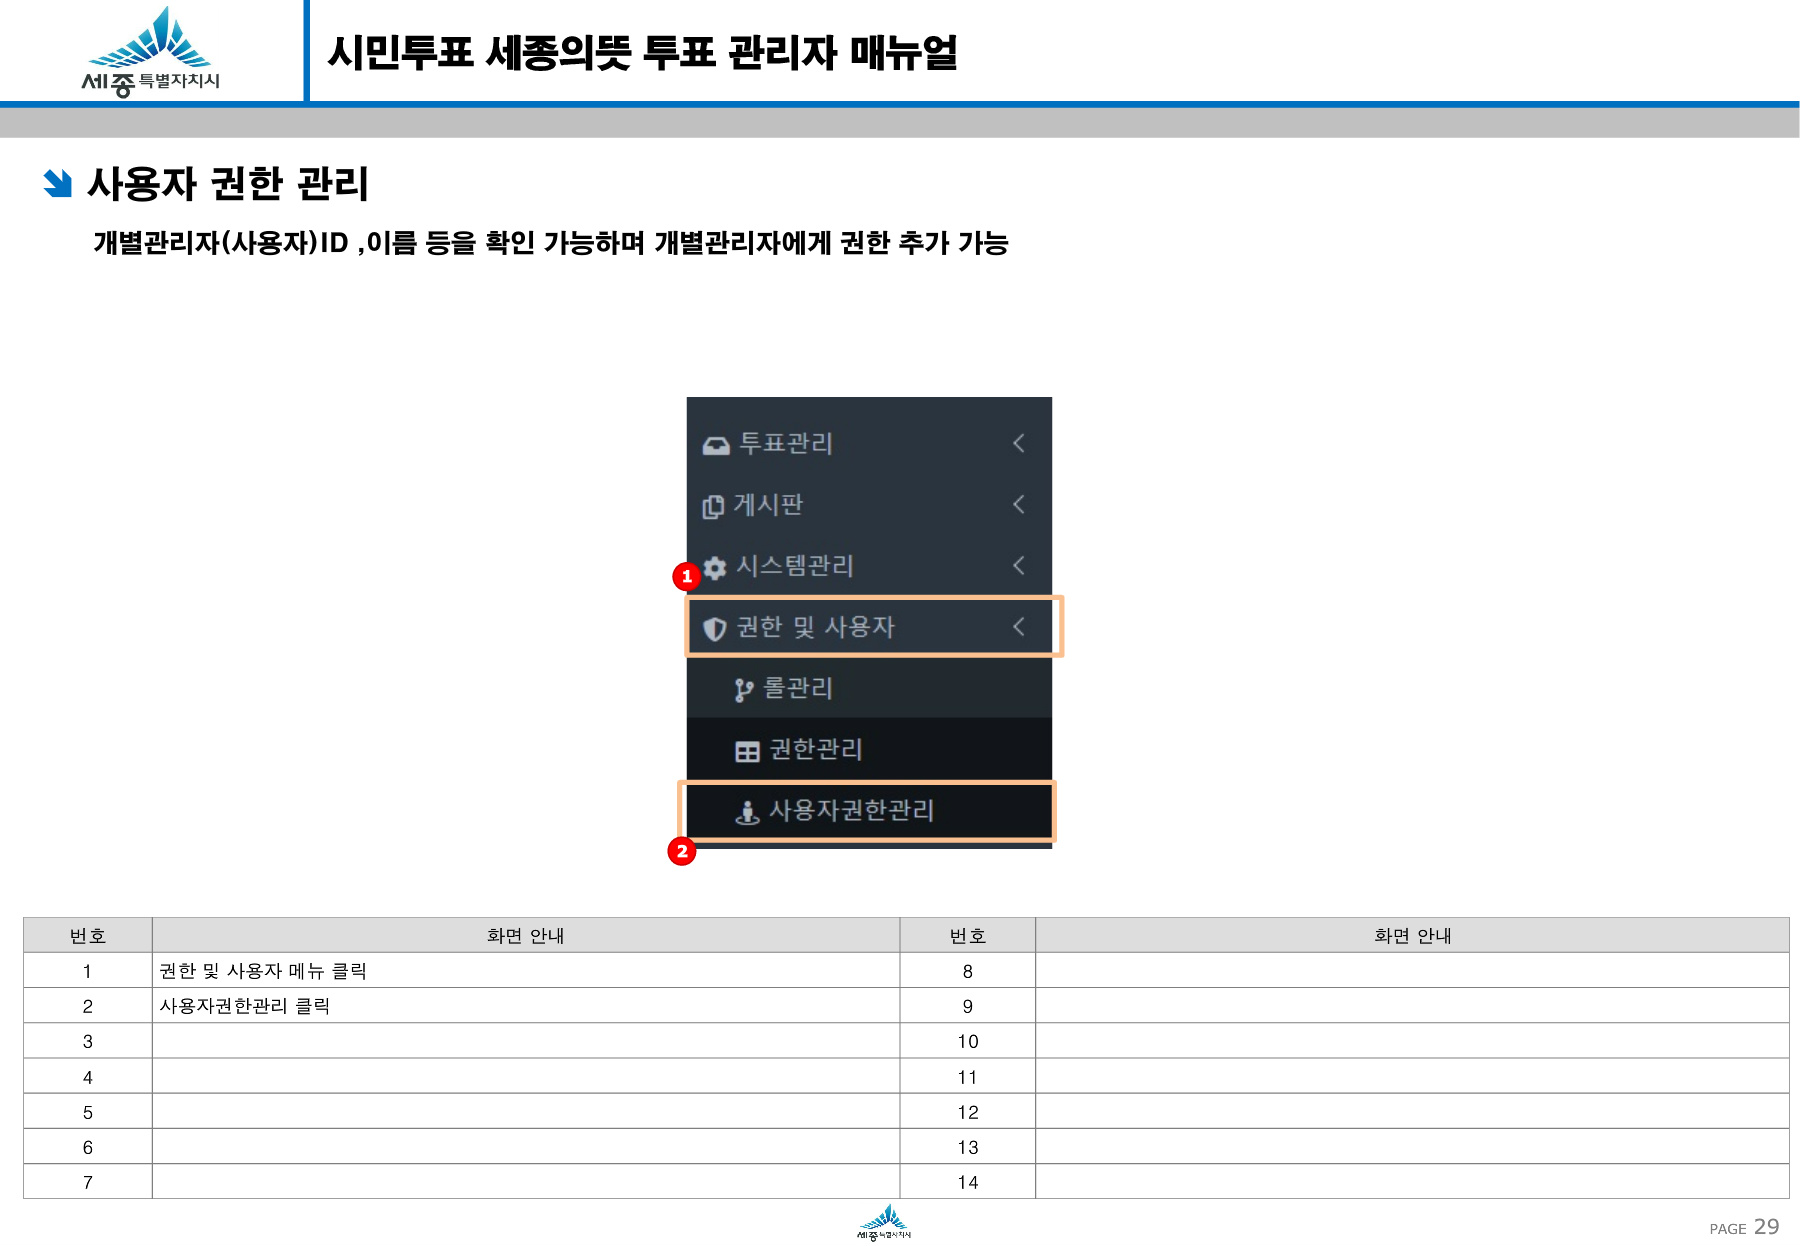 세종특별자치시
시민투표 세종의뜻 투표 관리자 매뉴얼
사용자 권한 관리
개별관리자(사용자)ID ,이름 등을 확인 가능하며 개별관리자에게 권한 추가 가능
투표관리
게시판
시스템관리
1
권한 및 사용자
롤관리
권한관리
사용자권한관리
2
번호 화면 안내 번호 화면 안내
1 권한 및 사용자 메뉴 클릭 8
2 사용자권한관리 클릭 9
3 10
4 11
5 12
6 13
7 14
세종특별자치시
PAGE 29